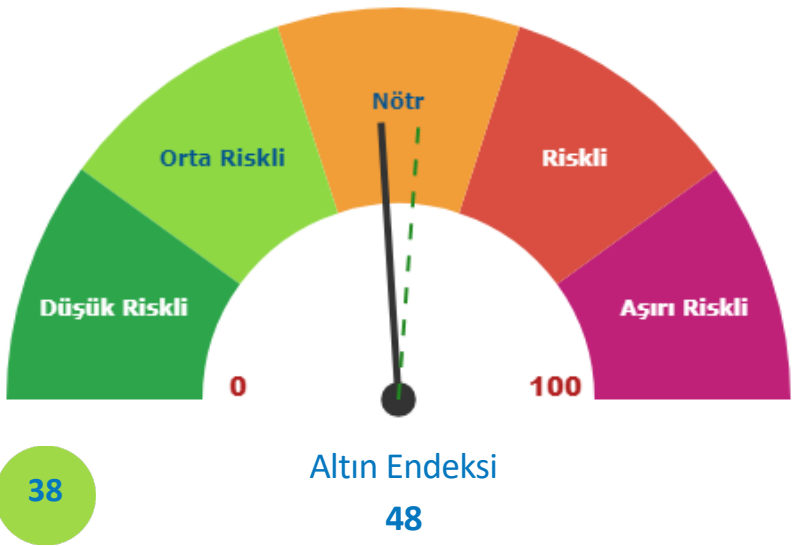 Nötr
Orta Riskli
Riskli
Düşük Riskli
Aşırı Riskli
0
100
Altın Endeksi
38
48